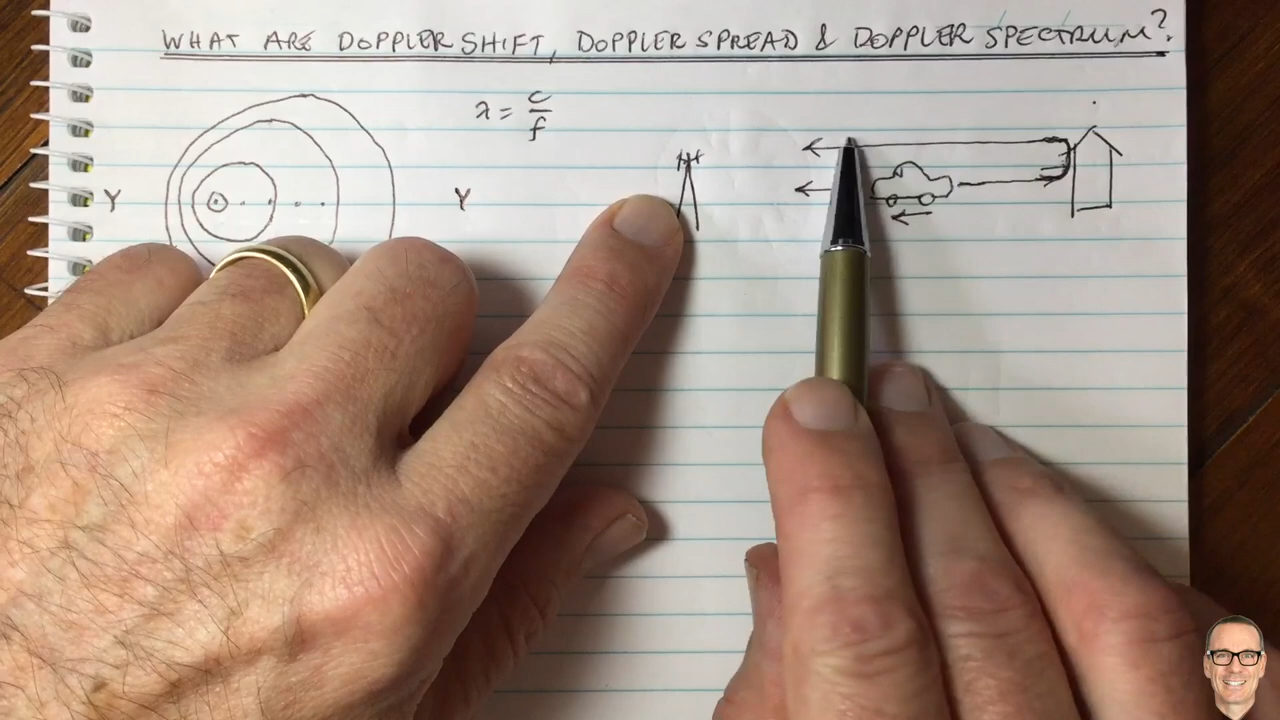 WHAT ARE DOPPLER SHIFT, DOPPLER SPREAD & DOPPLER SPECTRUM?
λ = c/f
Y Y